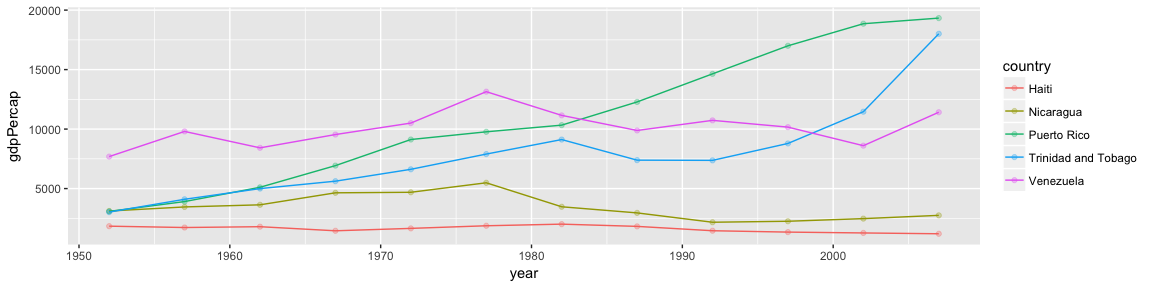 20000
15000
10000
5000
gdpPercap
1950 1960 1970 1980 1990 2000
year
country
Haiti
Nicaragua
Puerto Rico
Trinidad and Tobago
Venezuela